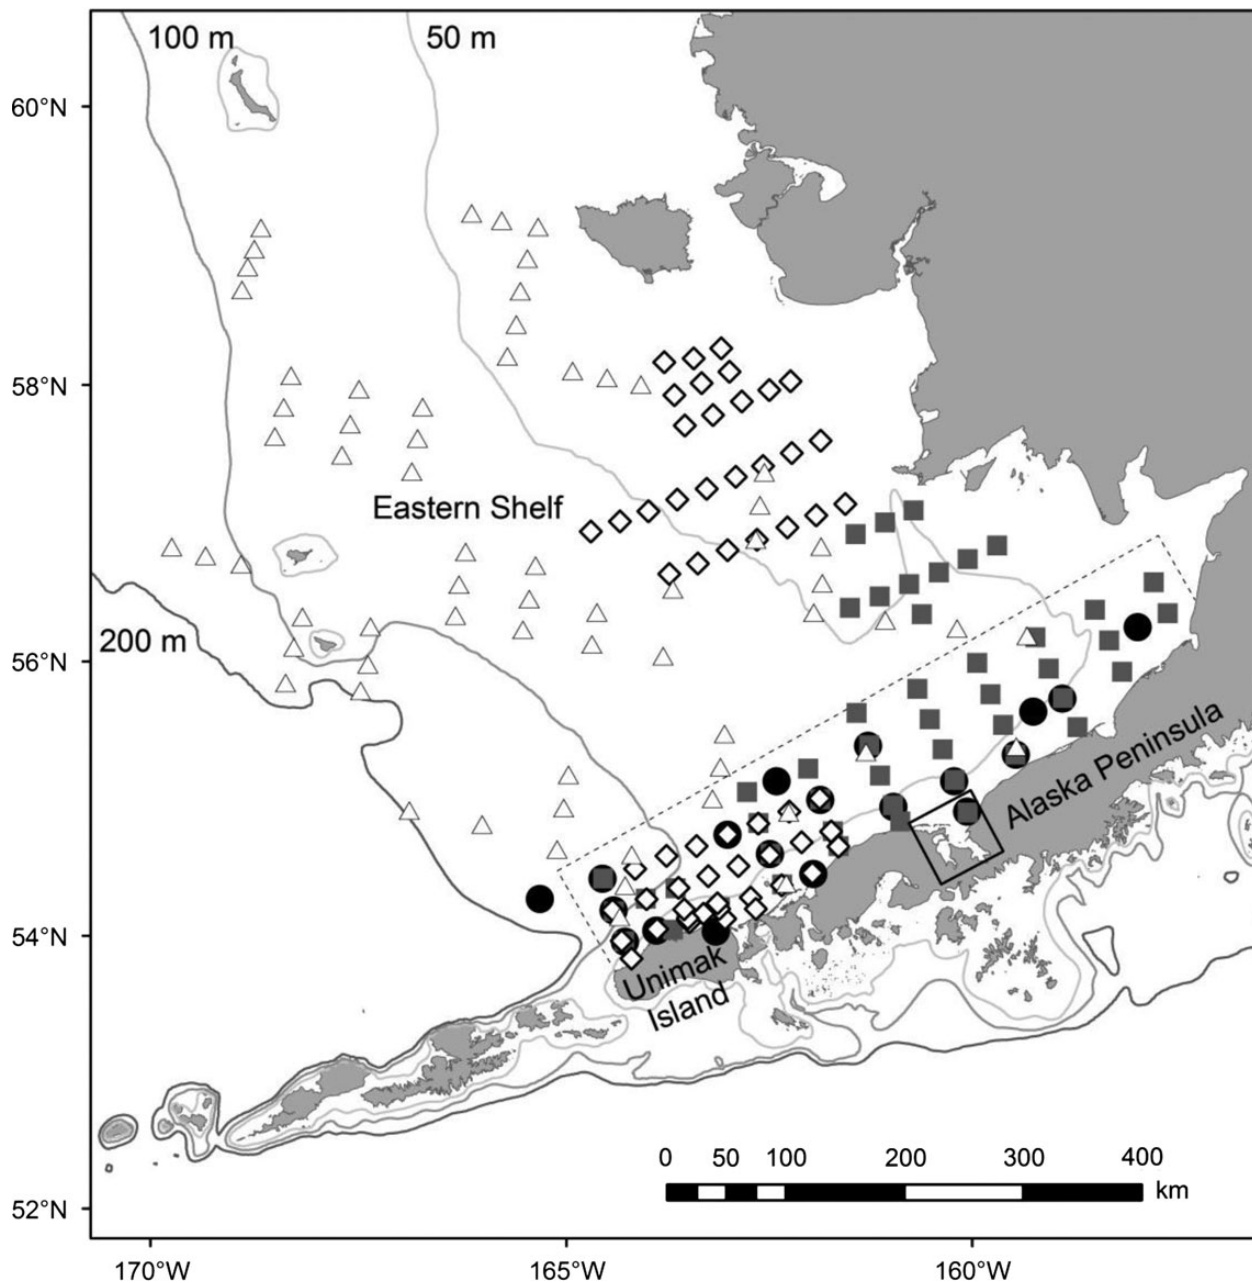 100 m
50 m
60°N
58°N
Eastern Shelf
200 m
56°N
Alaska Peninsula
54°N
Unimak
Island
0 50 100 200 300 400
km
52°N
170°W 165°W 160°W